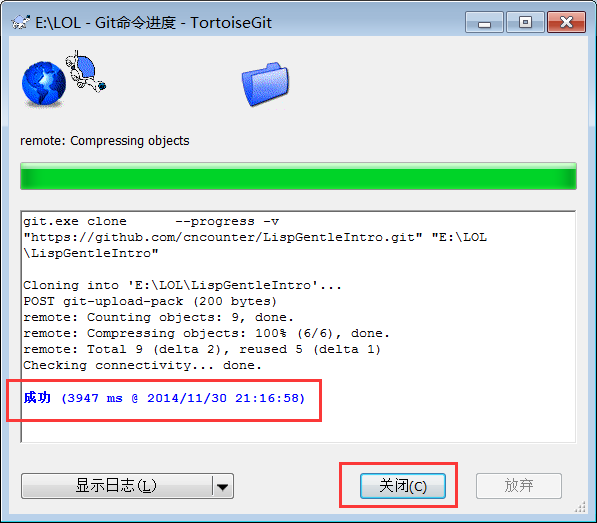 E:\LOL - Git命令进度 - TortoiseGit
remote: Compressing objects
git.exe clone      --progress -v
"https://github.com/cncounter/LispGentleIntro.git" "E:\LOL
\LispGentleIntro"
Cloning into 'E:\LOL\LispGentleIntro'...
POST git-upload-pack (200 bytes)
remote: Counting objects: 9, done.
remote: Compressing objects: 100% (6/6), done.
remote: Total 9 (delta 2), reused 5 (delta 1)
Checking connectivity... done.
成功 (3947 ms @ 2014/11/30 21:16:58)
显示日志(L) 关闭(C) 放弃